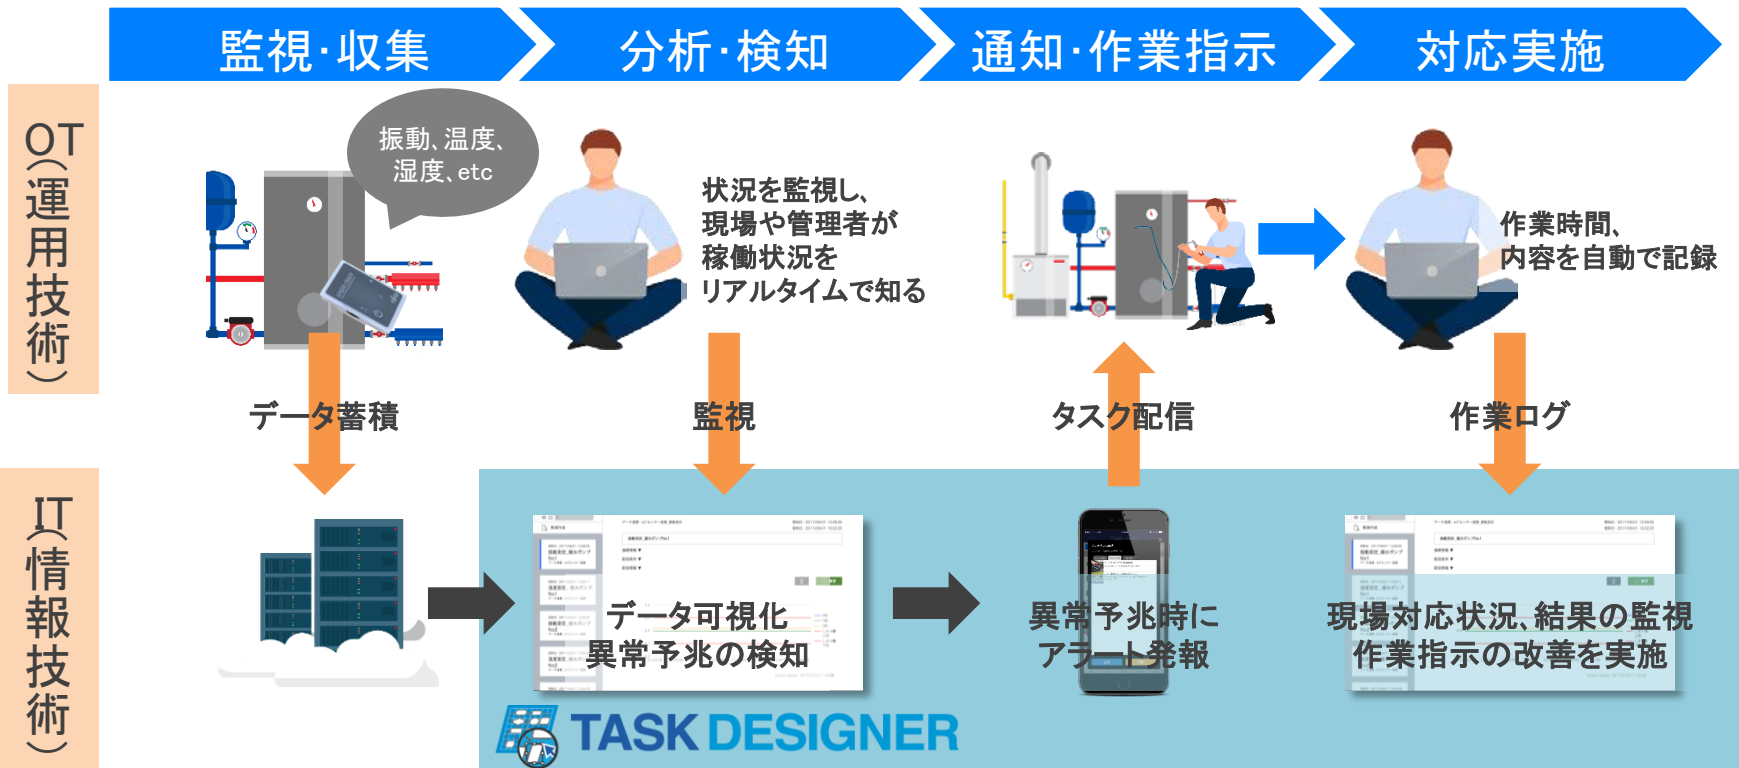 監視・収集
分析・検知
通知・作業指示
対応実施
OT(運用技術)
振動、温度、
湿度、etc
状況を監視し、
現場や管理者が
稼働状況を
リアルタイムで知る
作業時間、
内容を自動で記録
データ蓄積
監視
タスク配信
作業ログ
IT(情報技術)
データ可視化
異常予兆の検知
異常予兆時に
アラート発報
現場対応状況、結果の監視
作業指示の改善を実施
TASK DESIGNER